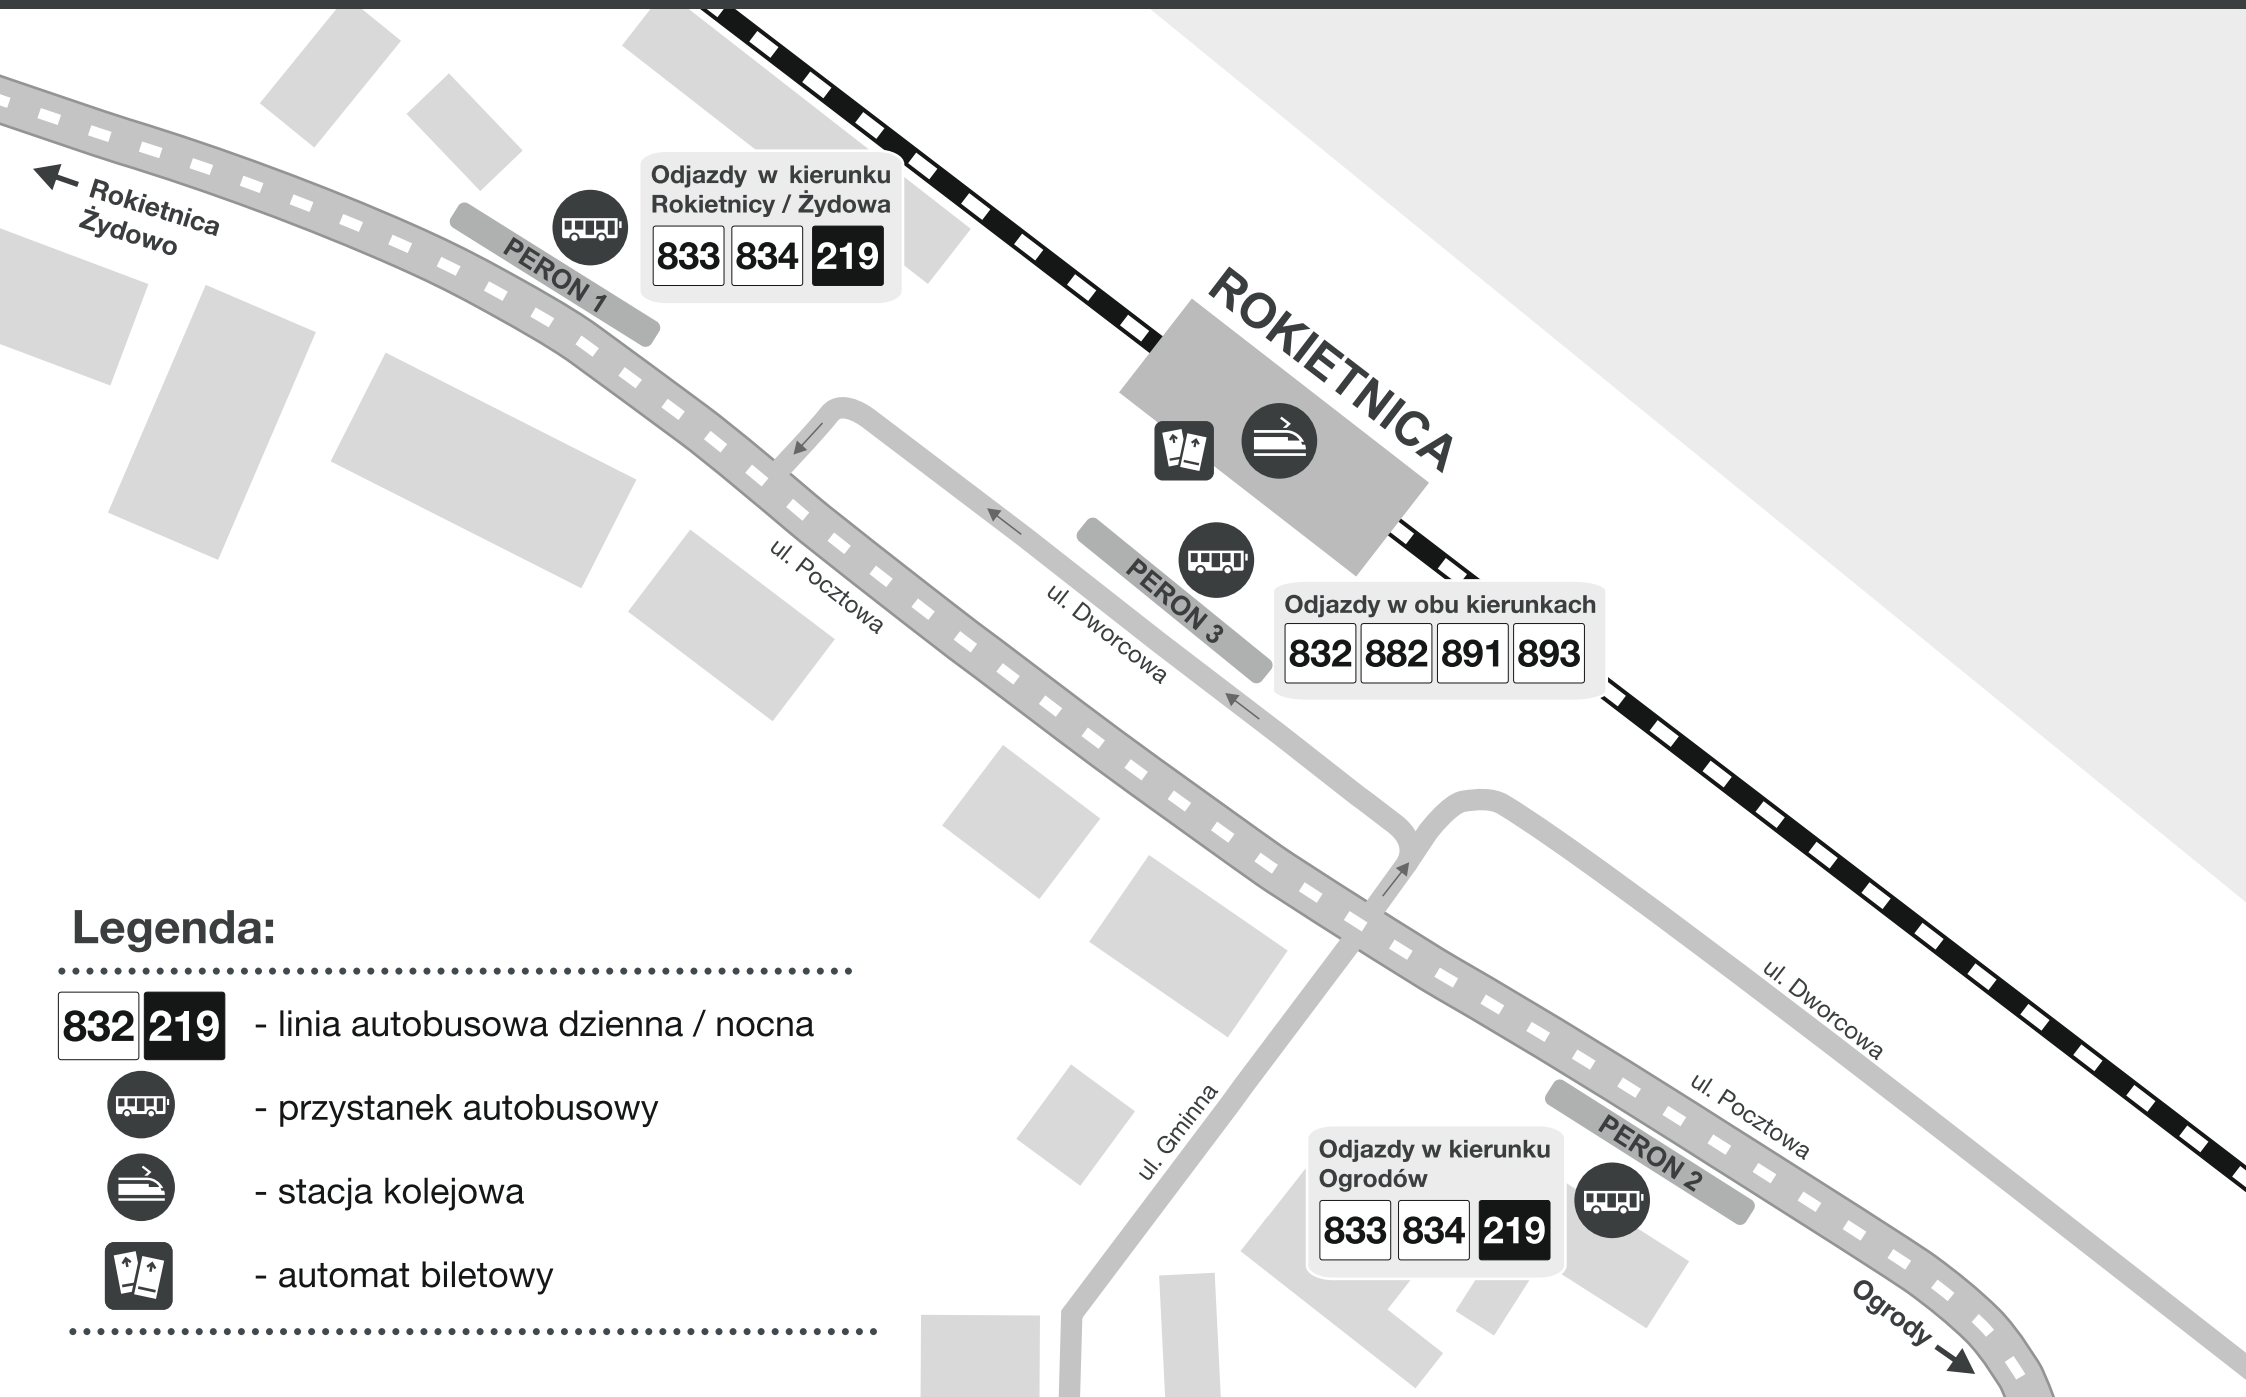 Odjazdy w kierunku
Rokietnicy / Żydowa
833 834 219
Rokietnica
Żydowo
PERON 1
ROKIETNICA
ul. Pocztowa
ul. Dworcowa
PERON 3
Odjazdy w obu kierunkach
832 882 891 893
Legenda:
832 219 - linia autobusowa dzienna / nocna
- przystanek autobusowy
- stacja kolejowa
- automat biletowy
ul. Gminna
ul. Dworcowa
ul. Pocztowa
PERON 2
Odjazdy w kierunku
Ogrodów
833 834 219
Ogrody